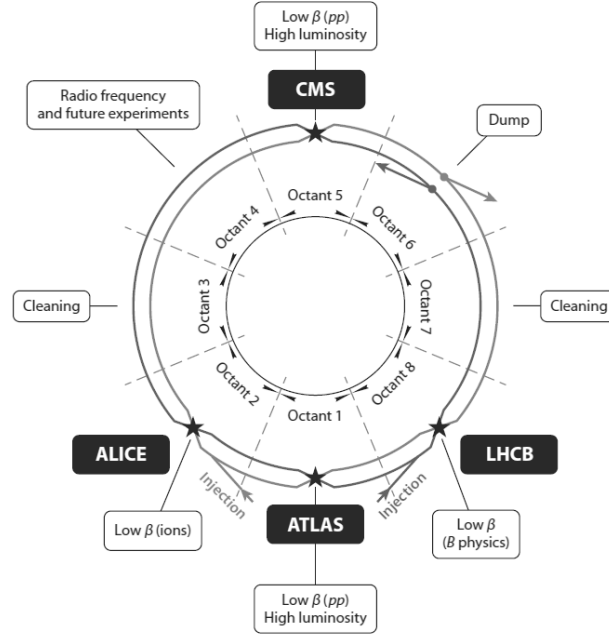 Low β (pp)
High luminosity
CMS
Radio frequency
and future experiments
Dump
Octant 5
Octant 4
Octant 6
Cleaning
Octant 3
Octant 7
Cleaning
Octant 2
Octant 8
Octant 1
ALICE
LHCB
Injection
Injection
ATLAS
Low β (ions)
Low β
(B physics)
Low β (pp)
High luminosity